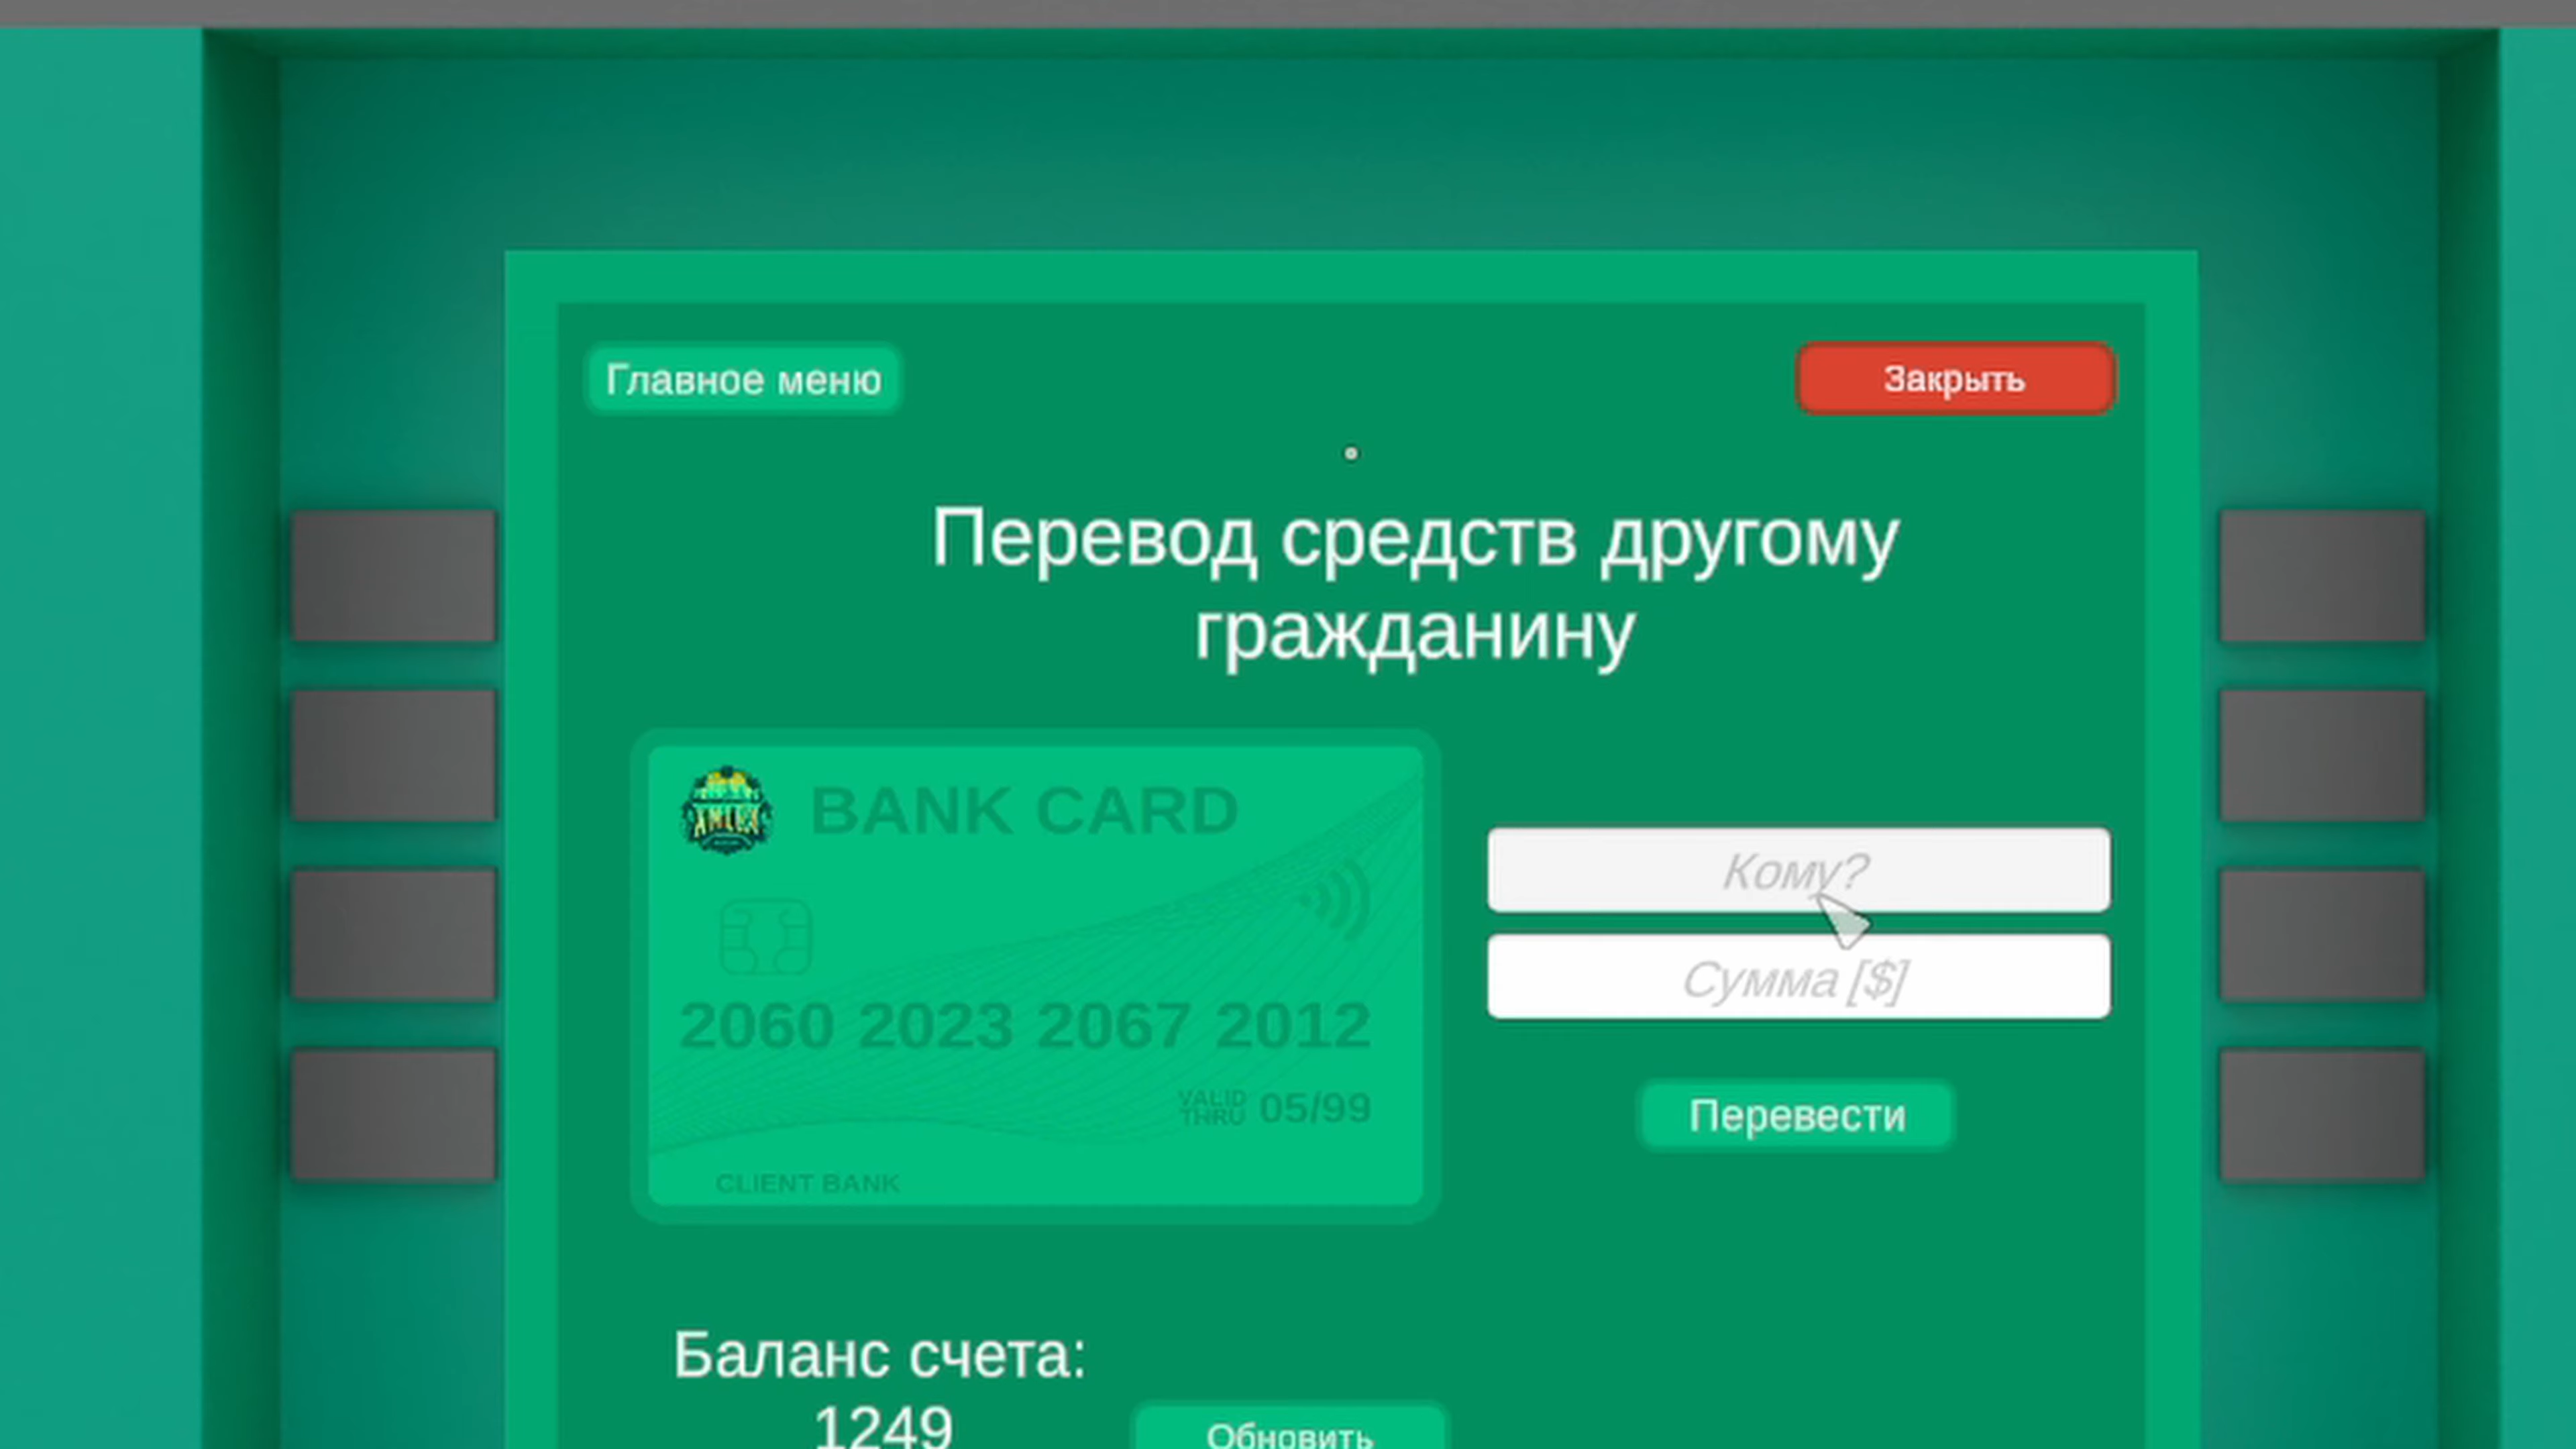 Главное меню
Закрыть
Перевод средств другому
гражданину
BANK CARD
2060 2023 2067 2012
VALID
THRU 05/99
CLIENT BANK
Кому?
Сумма [$]
Перевести
Баланс счета:
1249
Обновить